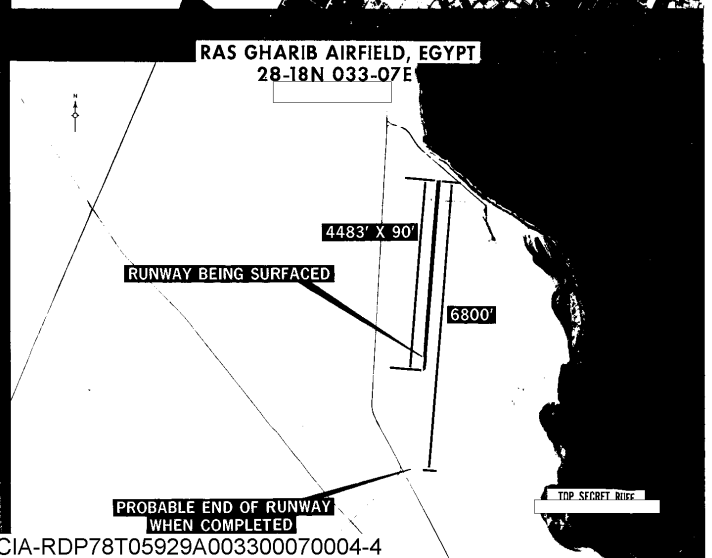 RAS GHARIB AIRFIELD, EGYPT
28-18N 033-07E
N
4483' X 90'
RUNWAY BEING SURFACED
6800'
PROBABLE END OF RUNWAY
WHEN COMPLETED
TOP SECRET RUFF
CIA-RDP78T05929A003300070004-4